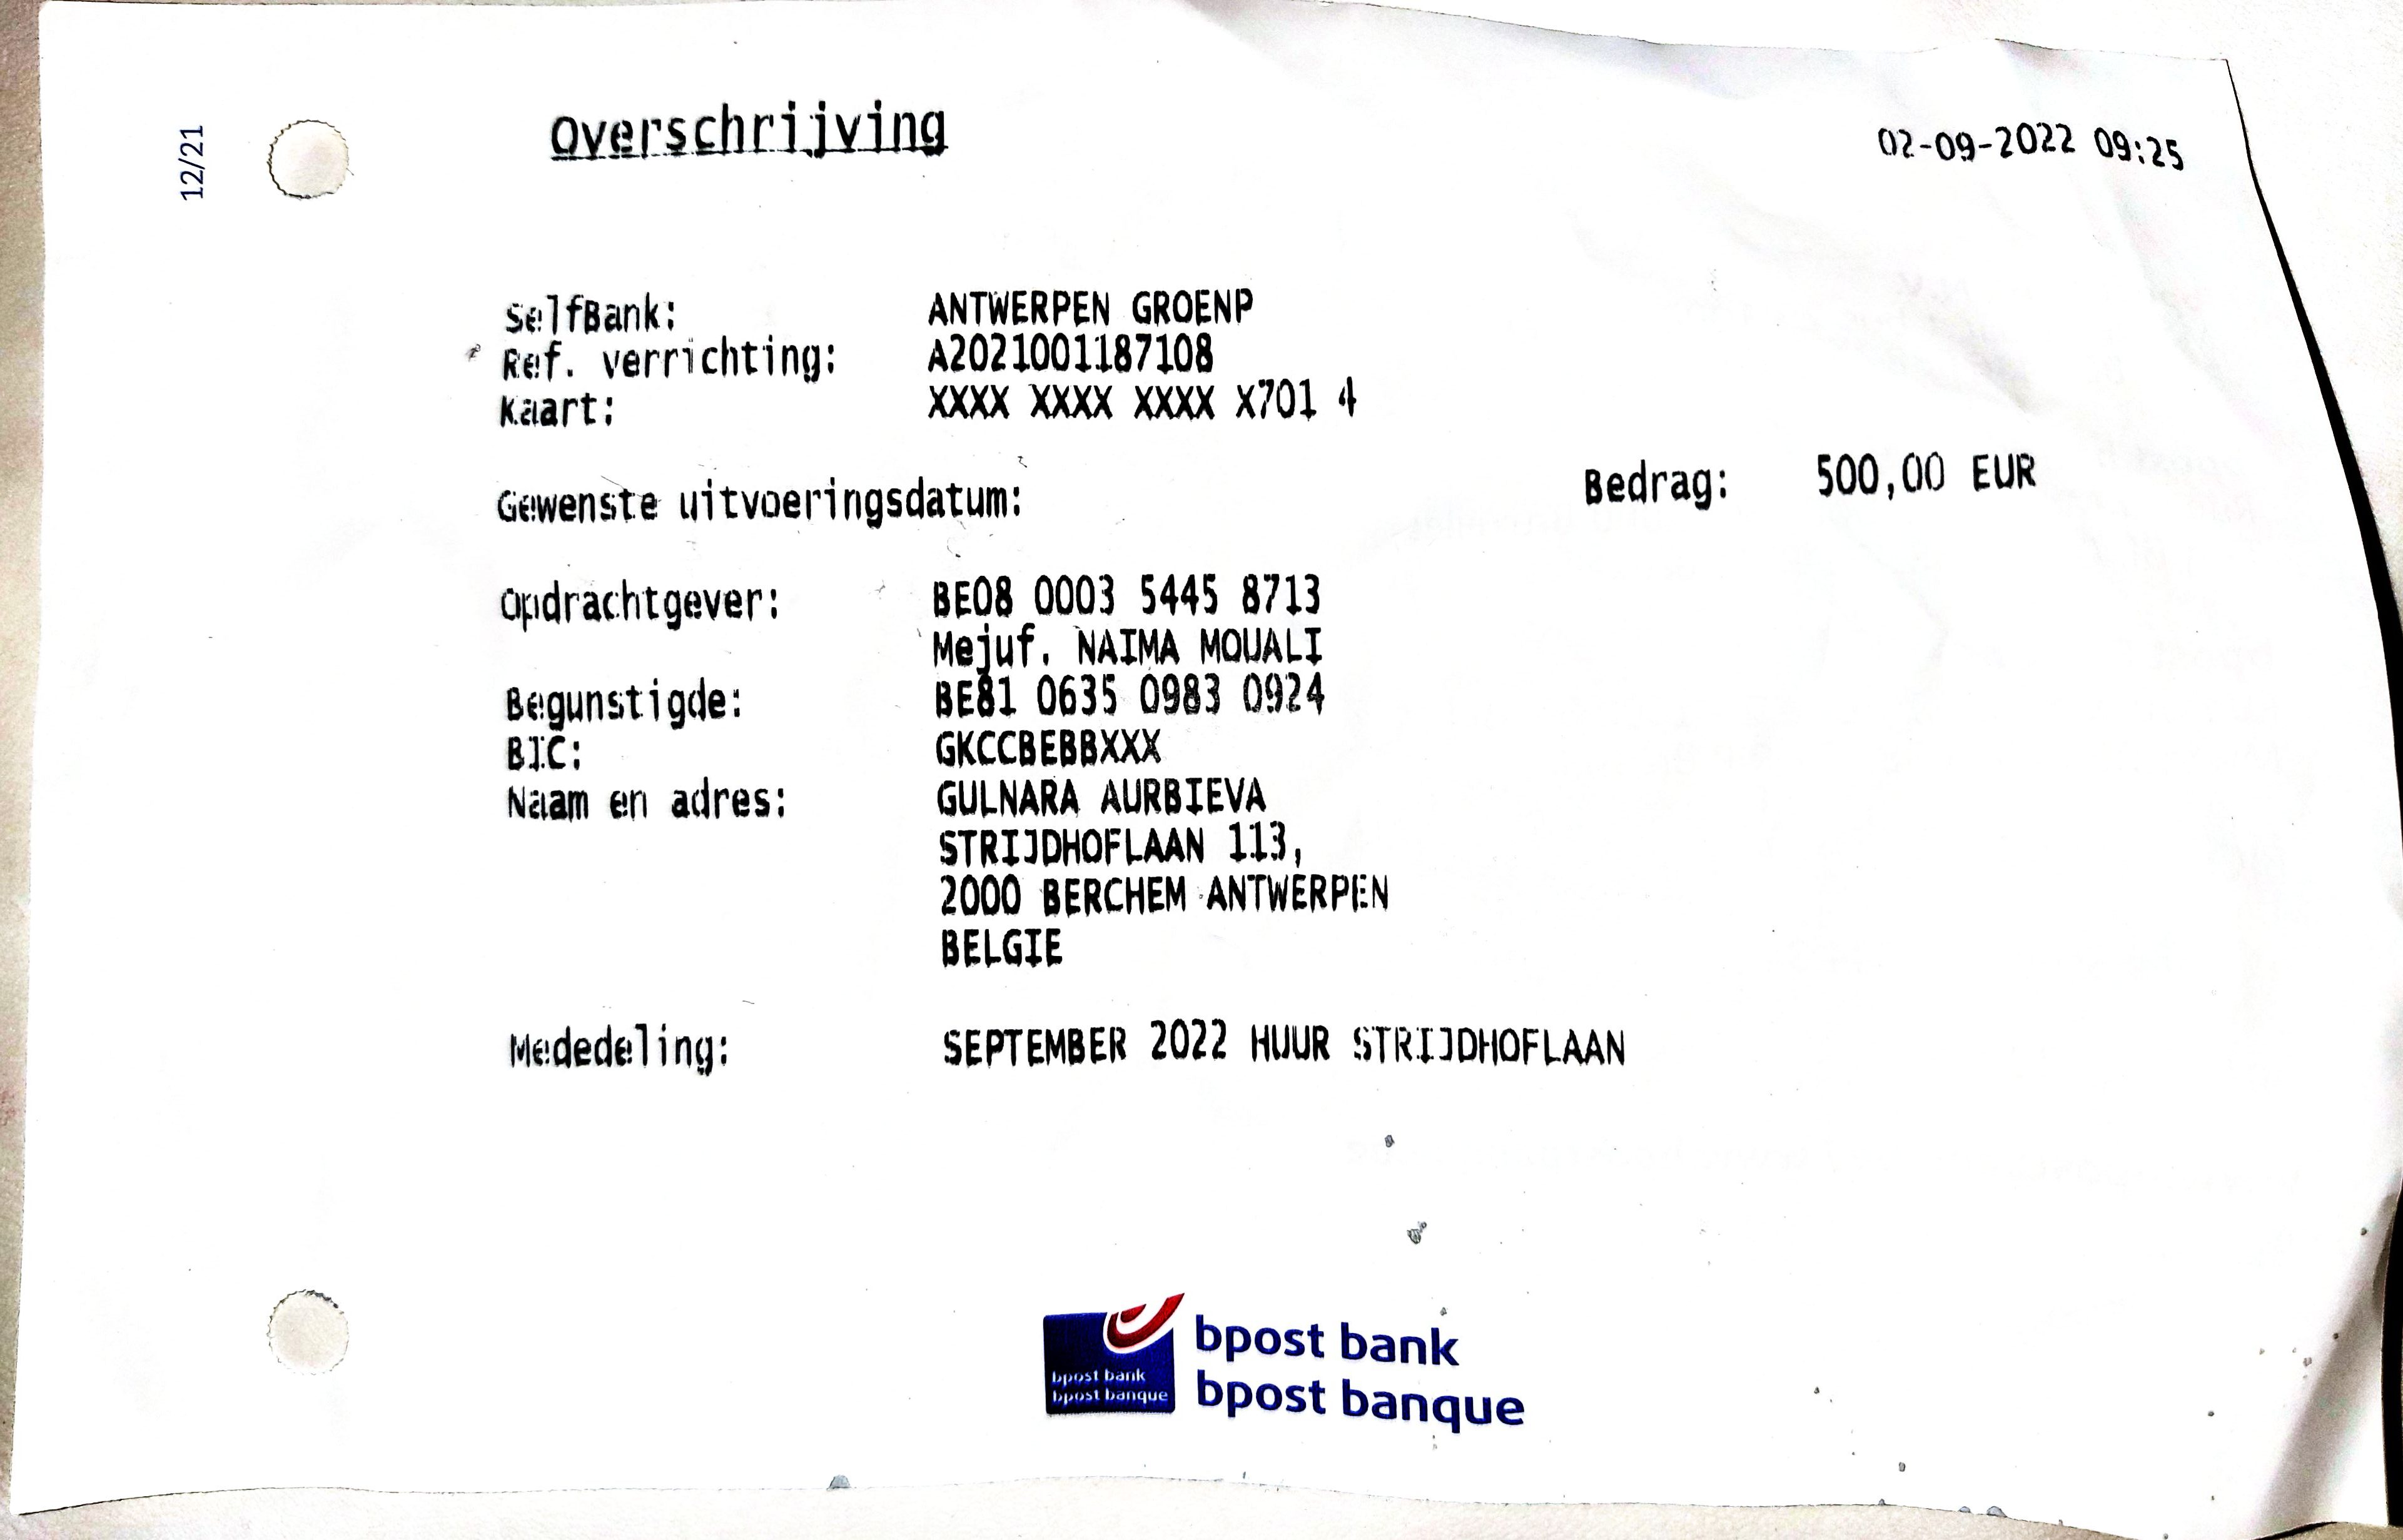 12/21
Overschrijving
02-09-2022 09:25
SelfBank: ANTWERPEN GROENP
Ref. verrichting: A2021001187108
Kaart: XXXX XXXX XXXX X701 4
Gewenste uitvoeringsdatum: Bedrag: 500,00 EUR
Opdrachtgever: BE08 0003 5445 8713
Mejuf. NAIMA MOUALI
Begunstigde: BE81 0635 0983 0924
BIC: GKCCBEBBXXX
Naam en adres: GULNARA AURBIEVA
STRIJDHOFLAAN 113,
2000 BERCHEM ANTWERPEN
BELGIE
Mededeling: SEPTEMBER 2022 HUUR STRIJDHOFLAAN
bpost bank
bpost banque
bpost bank
bpost banque